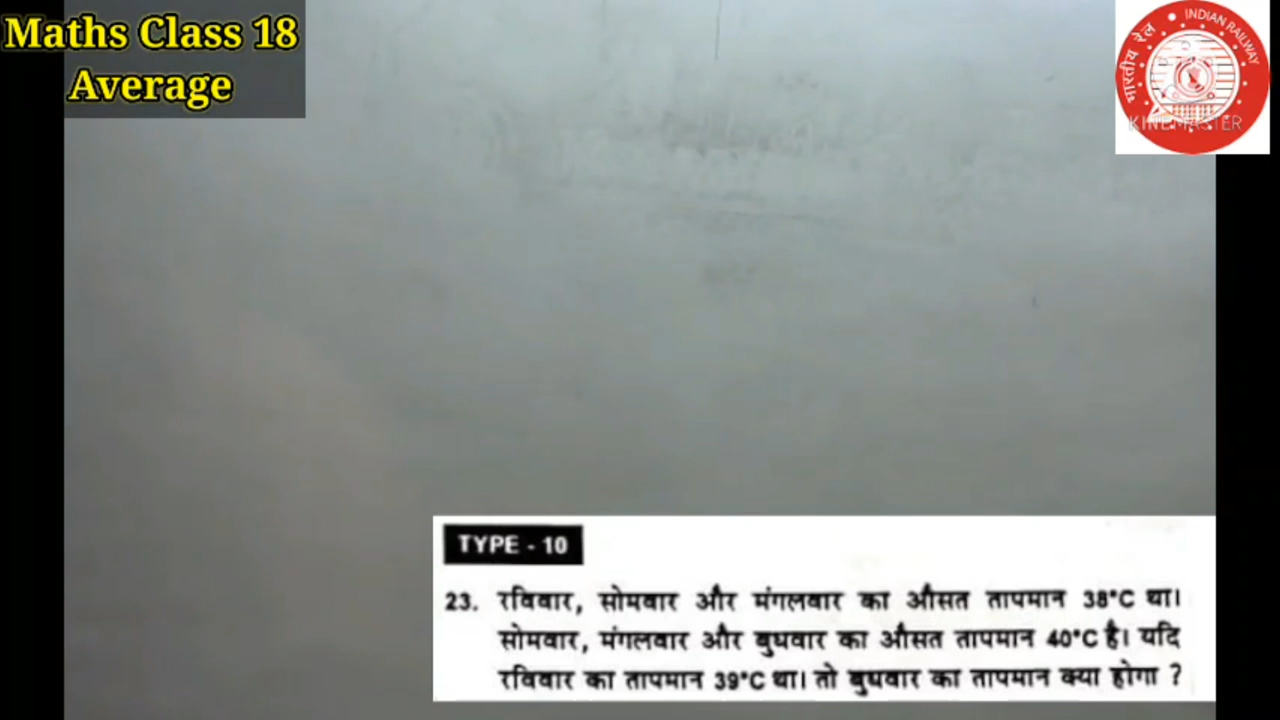 Maths Class 18
Average
INDIAN RAILWAY
भारतीय रेल
KINEMASTER
TYPE - 10
23. रविवार, सोमवार और मंगलवार का औसत तापमान 38°C था।
सोमवार, मंगलवार और बुधवार का औसत तापमान 40°C है। यदि
रविवार का तापमान 39°C था। तो बुधवार का तापमान क्या होगा ?